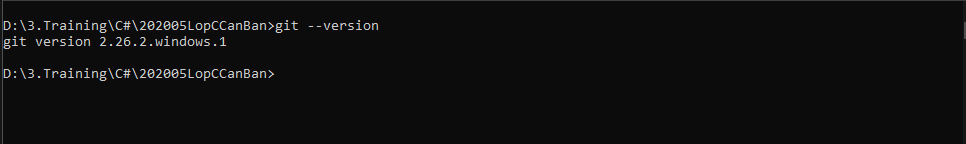 D:\3.Training\C#\202005LopCCanBan>git --version
git version 2.26.2.windows.1
D:\3.Training\C#\202005LopCCanBan>